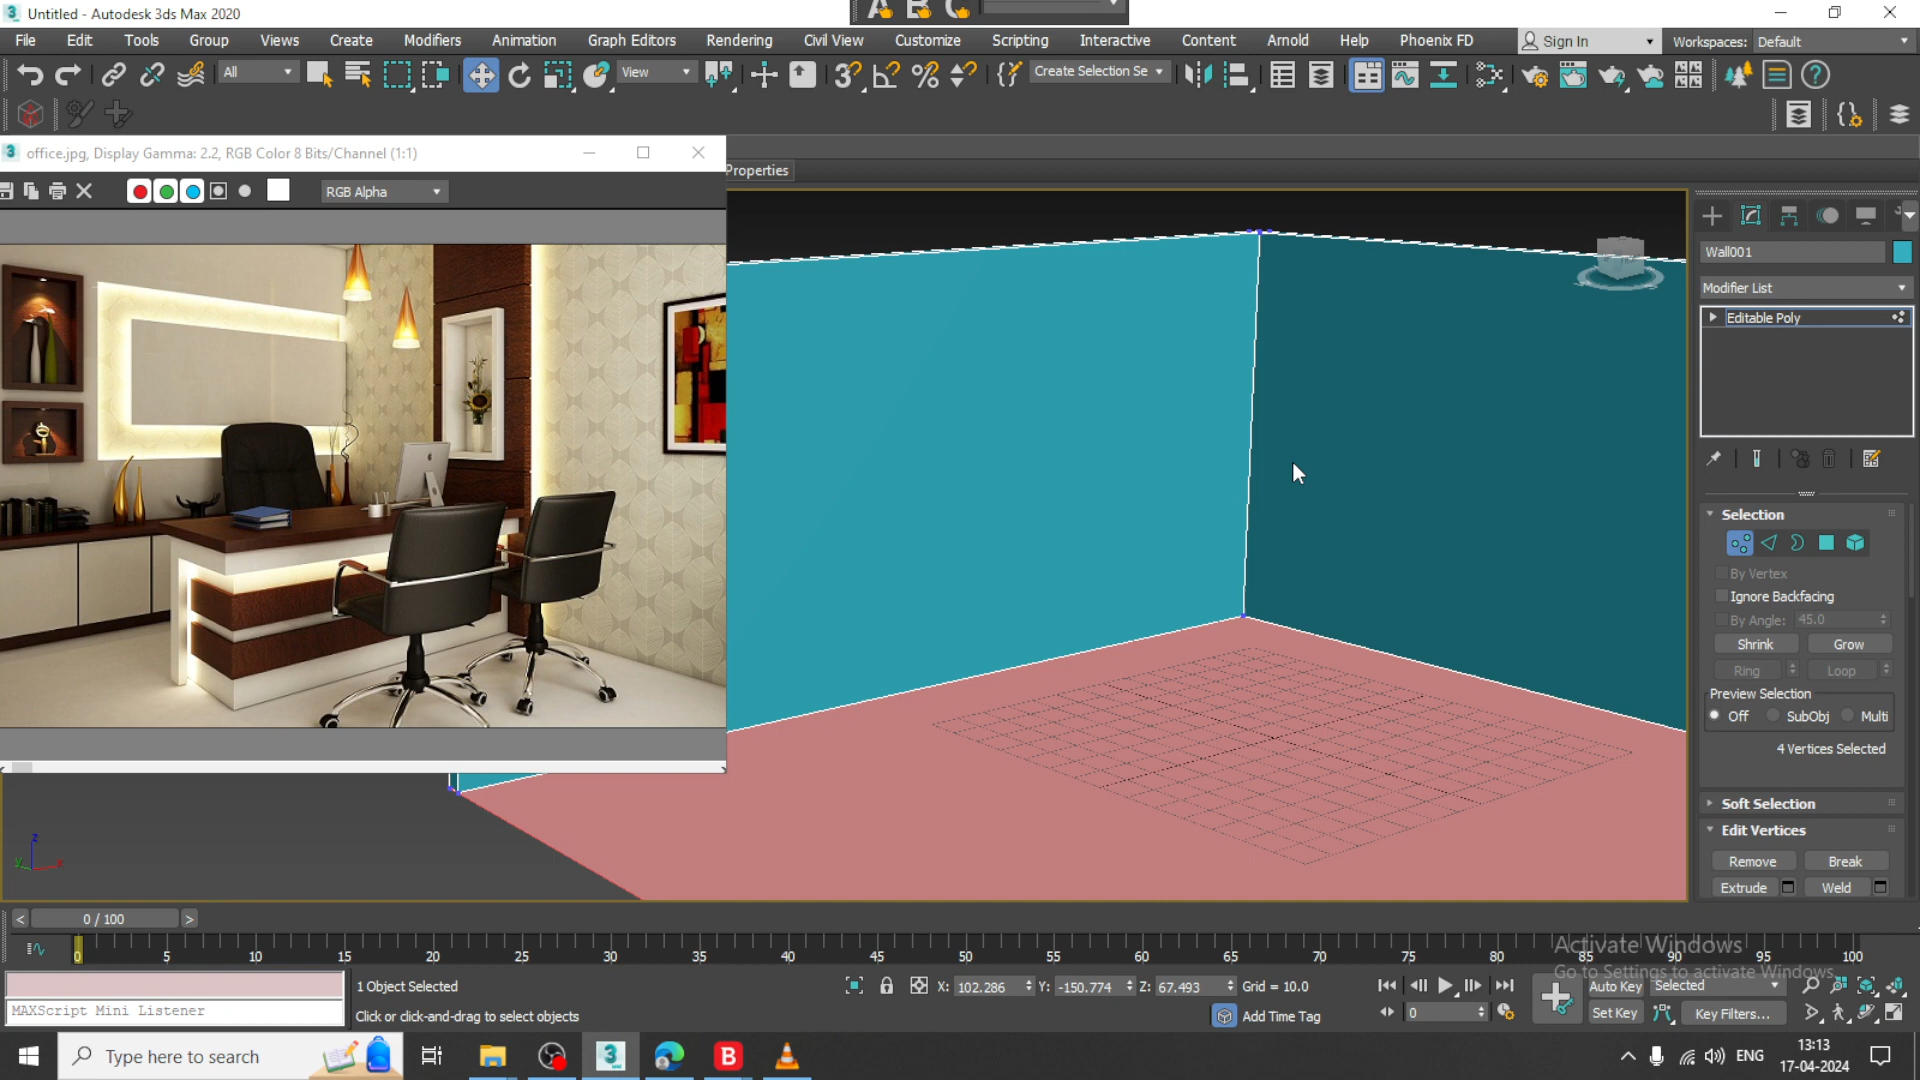 Untitled - Autodesk 3ds Max 2020
File Edit Tools Group Views Create Modifiers Animation Graph Editors Rendering Civil View Customize Scripting Interactive Content Arnold Help Phoenix FD Sign In Workspaces: Default
All View Create Selection Se
office.jpg, Display Gamma: 2.2, RGB Color 8 Bits/Channel (1:1)
Properties
RGB Alpha
Wall001
Modifier List
Editable Poly
Selection
By Vertex
Ignore Backfacing
By Angle: 45.0
Shrink Grow
Ring Loop
Preview Selection
Off SubObj Multi
4 Vertices Selected
Soft Selection
Edit Vertices
Remove Break
Extrude Weld
z
y x
< 0 / 100 >
0 5 10 15 20 25 30 35 40 45 50 55 60 65 70 75 80 85 90 95 100
Activate Windows
Go to Settings to activate Windows.
1 Object Selected X: 102.286 Y: -150.774 Z: 67.493 Grid = 10.0 Auto Key Selected
MAXScript Mini Listener Click or click-and-drag to select objects Add Time Tag 0 Set Key Key Filters...
Type here to search
ENG
13:13
17-04-2024